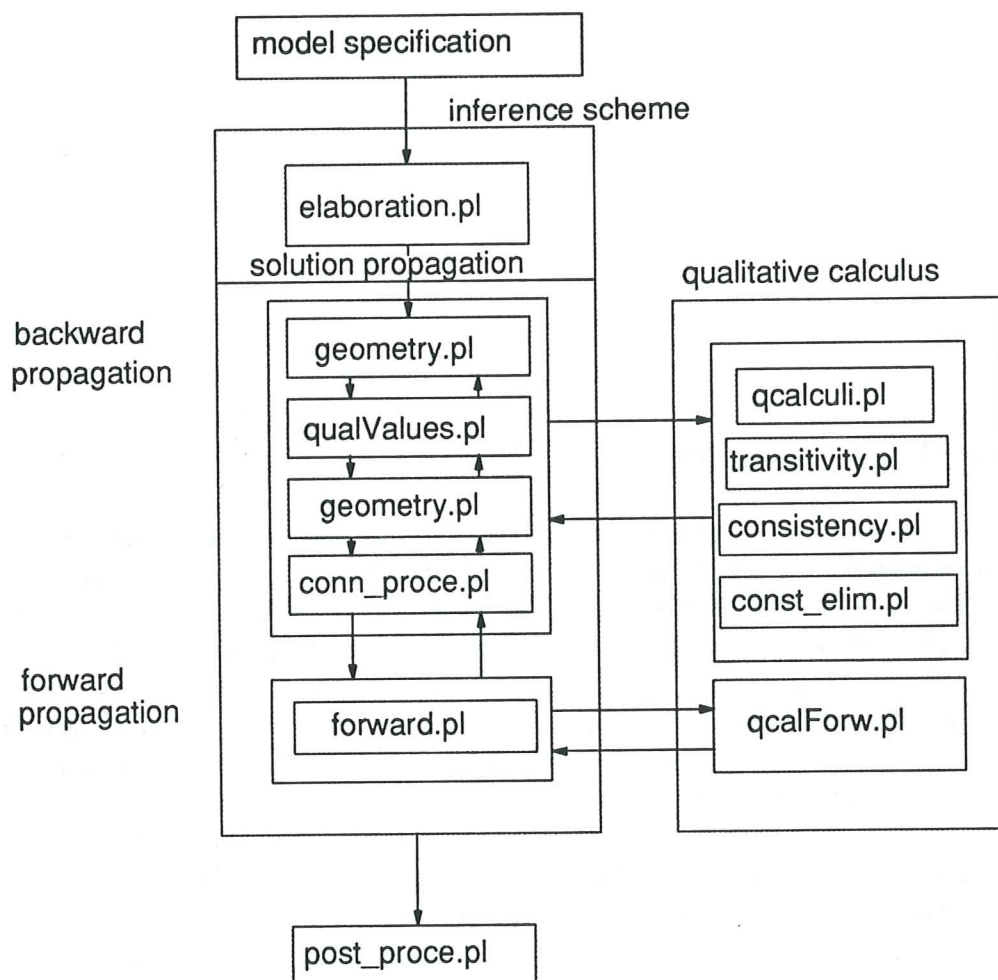 model specification
inference scheme
elaboration.pl
solution propagation
qualitative calculus
backward
propagation
geometry.pl
qualValues.pl
geometry.pl
conn_proce.pl
qcalculi.pl
transitivity.pl
consistency.pl
const_elim.pl
forward
propagation
forward.pl
qcalForw.pl
post_proce.pl